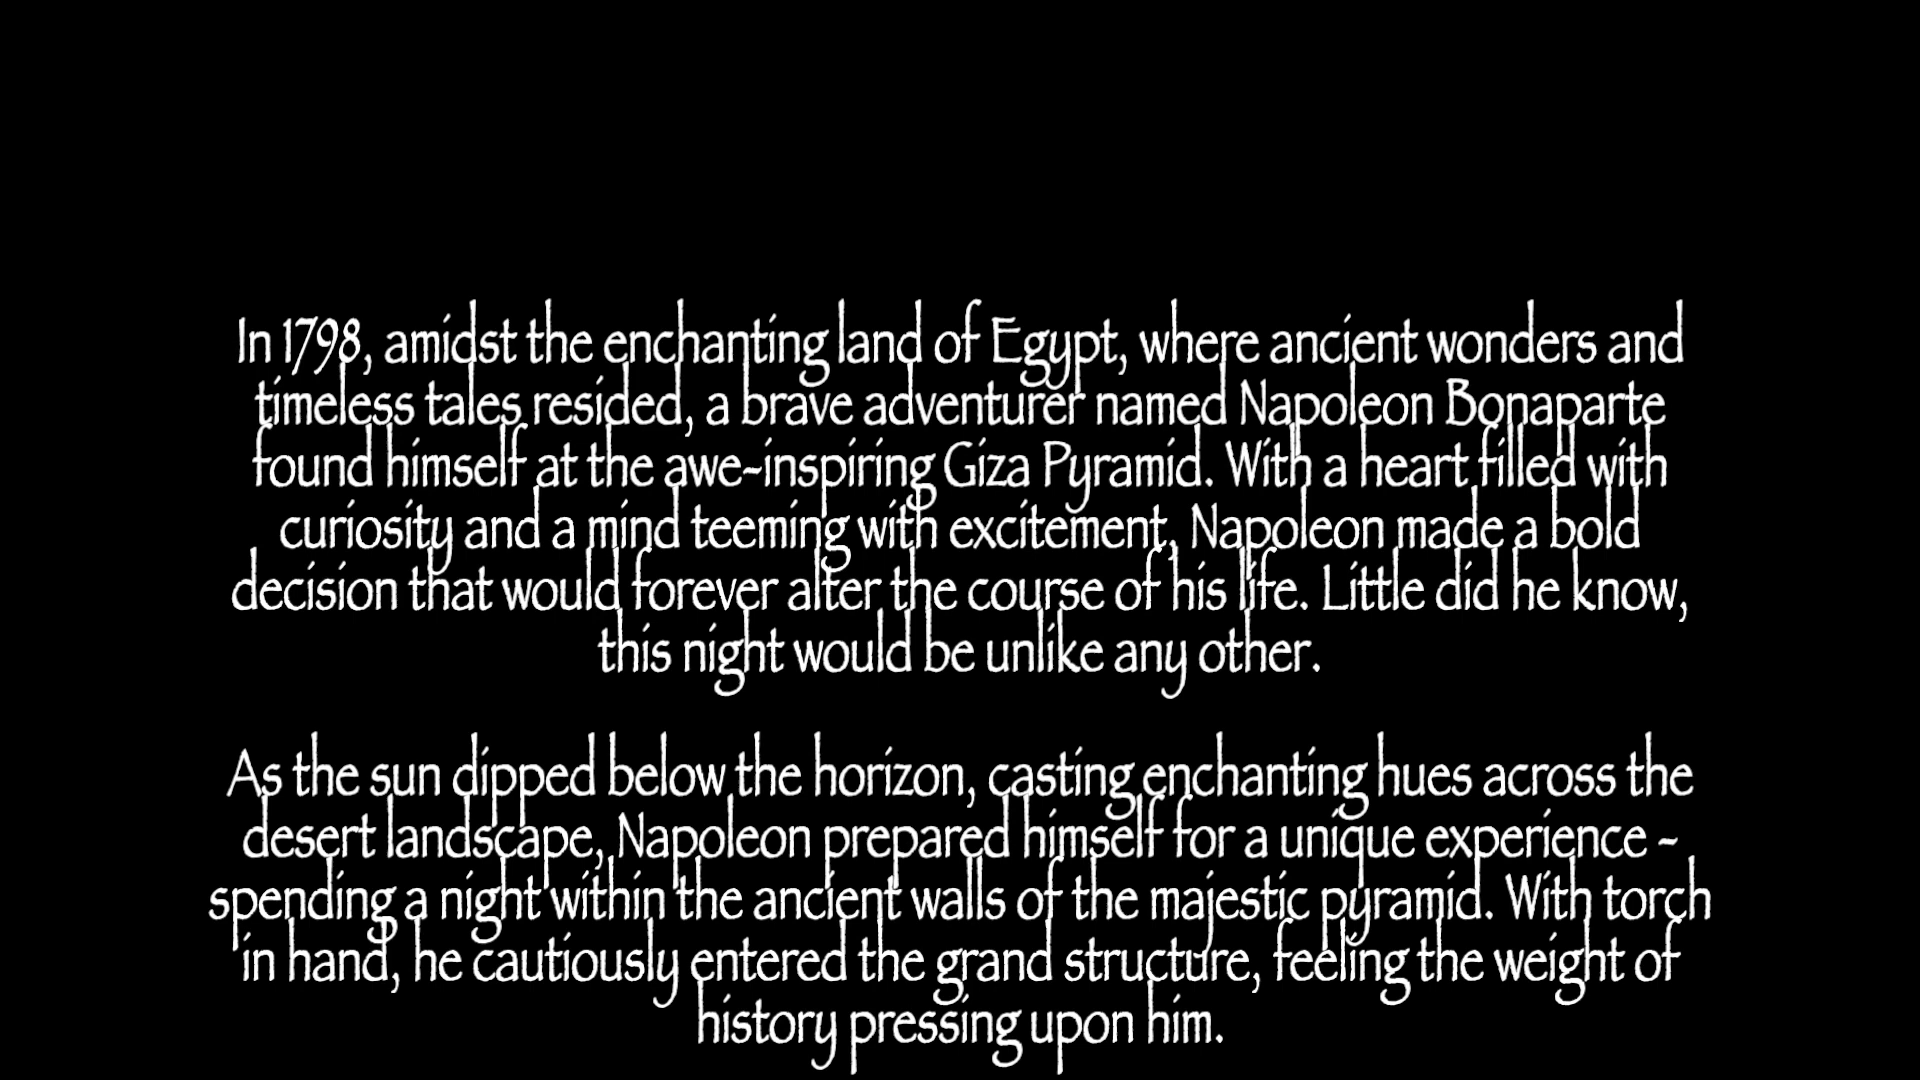 In 1798, amidst the enchanting land of Egypt, where ancient wonders and
timeless tales resided, a brave adventurer named Napoleon Bonaparte
found himself at the awe-inspiring Giza Pyramid. With a heart filled with
curiosity and a mind teeming with excitement, Napoleon made a bold
decision that would forever alter the course of his life. Little did he know,
this night would be unlike any other.
As the sun dipped below the horizon, casting enchanting hues across the
desert landscape, Napoleon prepared himself for a unique experience -
spending a night within the ancient walls of the majestic pyramid. With torch
in hand, he cautiously entered the grand structure, feeling the weight of
history pressing upon him.